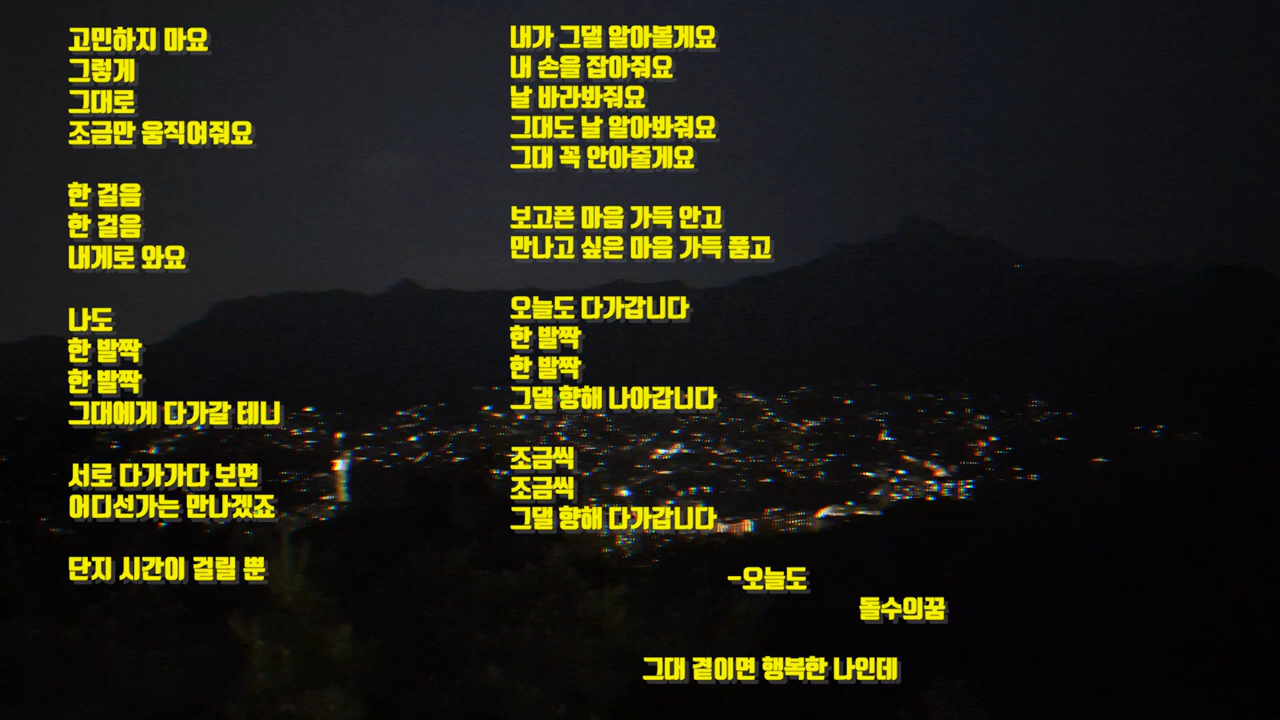 고민하지 마요
그렇게
그대로
조금만 움직여줘요
한 걸음
한 걸음
내게로 와요
나도
한 발짝
한 발짝
그대에게 다가갈 테니
서로 다가가다 보면
어디선가는 만나겠죠
단지 시간이 걸릴 뿐
내가 그댈 알아볼게요
내 손을 잡아줘요
날 바라봐줘요
그대도 날 알아봐줘요
그대 꼭 안아줄게요
보고픈 마음 가득 안고
만나고 싶은 마음 가득 품고
오늘도 다가갑니다
한 발짝
한 발짝
그댈 향해 나아갑니다
조금씩
조금씩
그댈 향해 다가갑니다
-오늘도
돌수의꿈
그대 곁이면 행복한 나인데